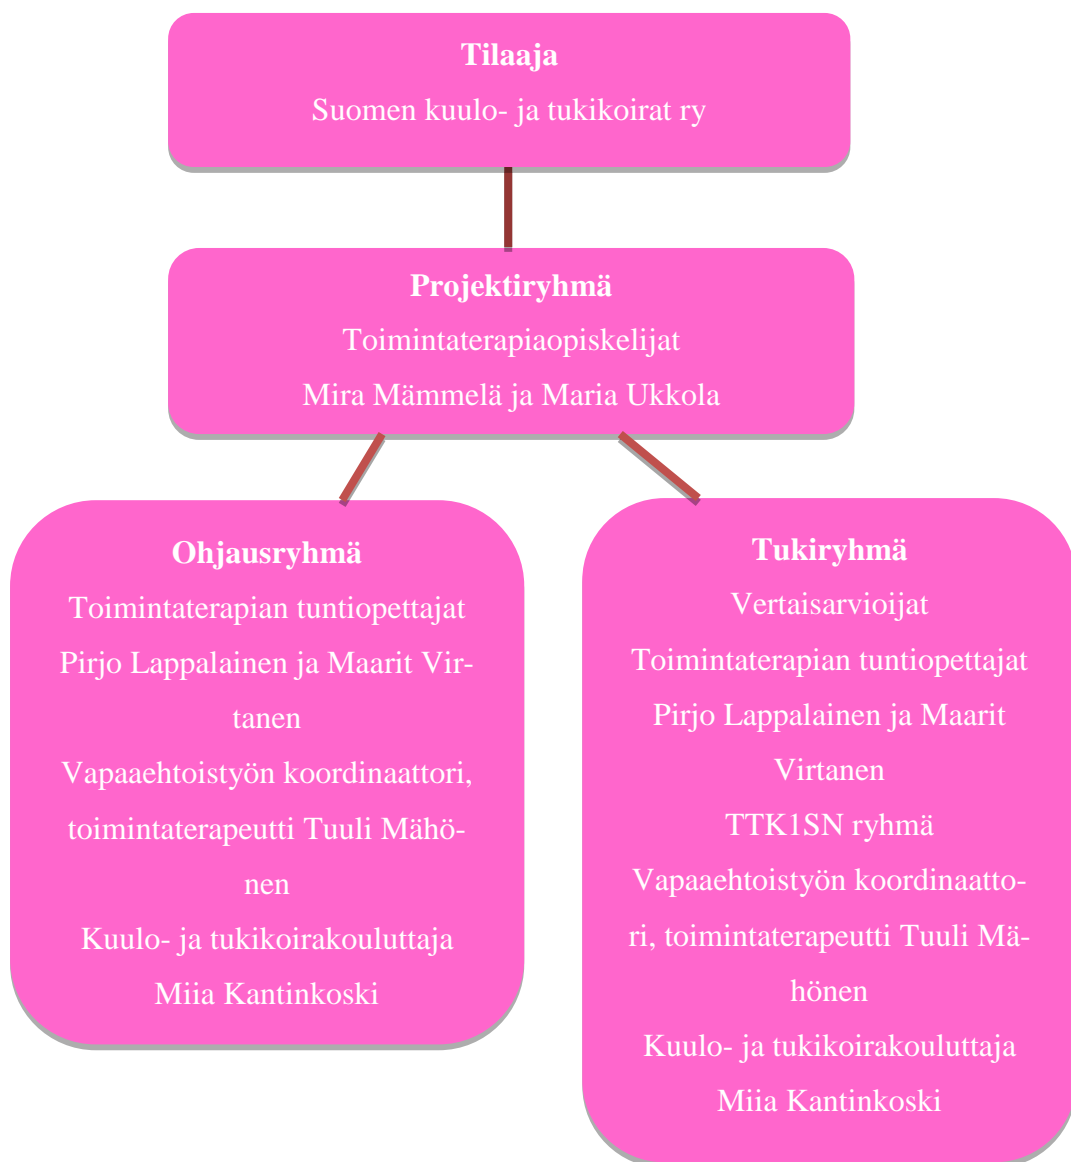 Tilaaja
Suomen kuulo- ja tukikoirat ry
Projektiryhmä
Toimintaterapiaopiskelijat
Mira Mämmelä ja Maria Ukkola
Ohjausryhmä
Toimintaterapian tuntiopettajat
Pirjo Lappalainen ja Maarit Vir-
tanen
Vapaaehtoistyön koordinaattori,
toimintaterapeutti Tuuli Mähö-
nen
Kuulo- ja tukikoirakouluttaja
Miia Kantinkoski
Tukiryhmä
Vertaisarvioijat
Toimintaterapian tuntiopettajat
Pirjo Lappalainen ja Maarit
Virtanen
TTK1SN ryhmä
Vapaaehtoistyön koordinaatto-
ri, toimintaterapeutti Tuuli Mä-
hönen
Kuulo- ja tukikoirakouluttaja
Miia Kantinkoski